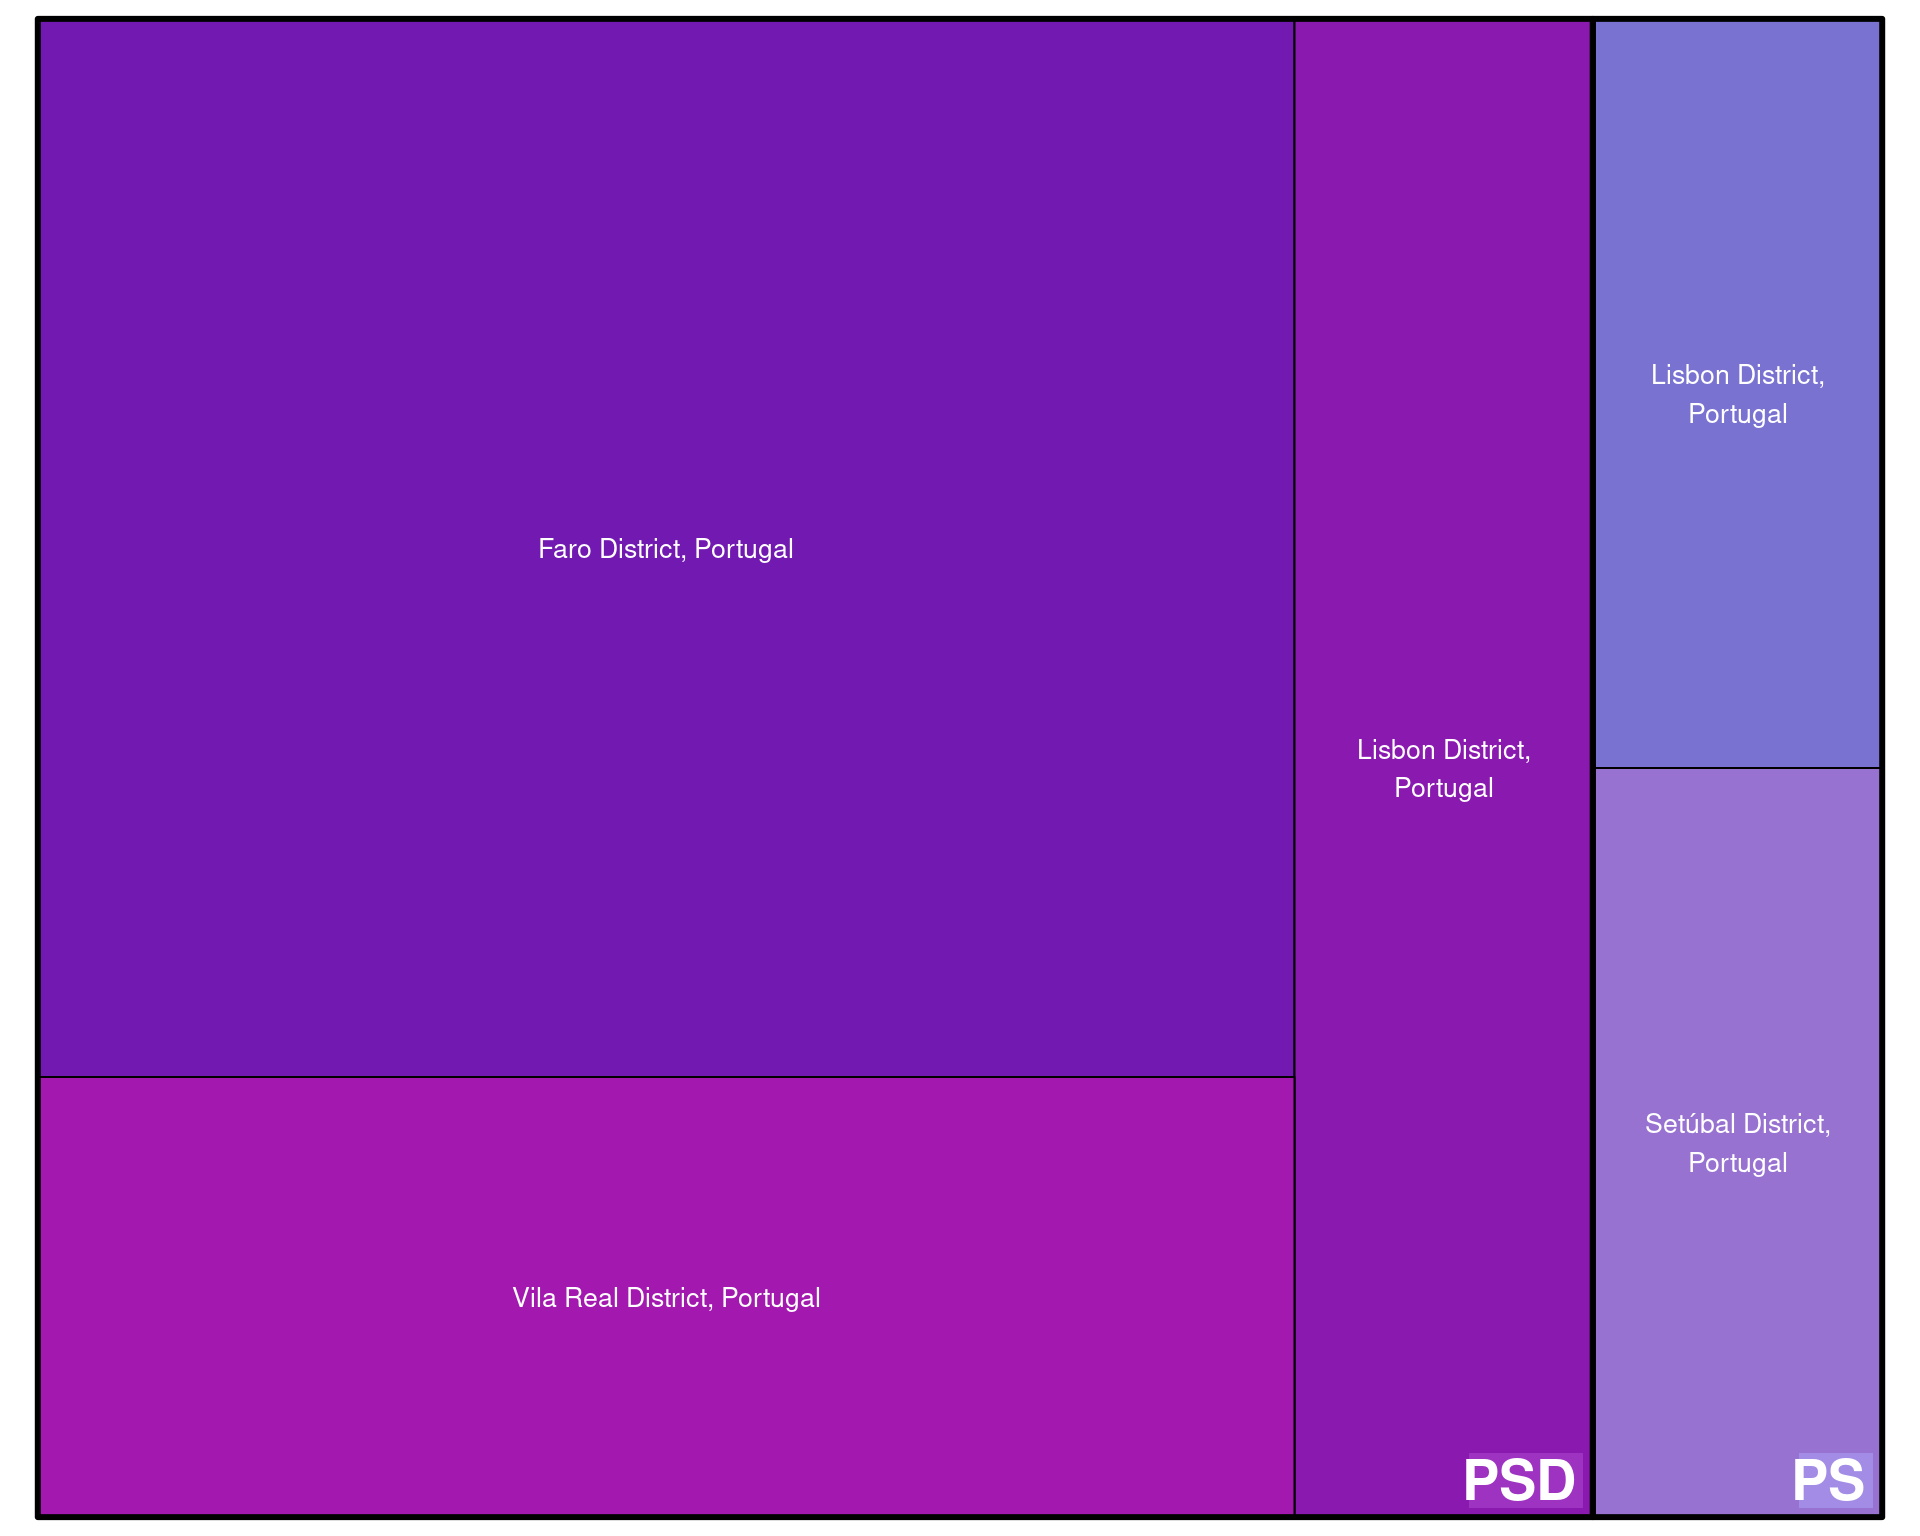 Faro District, Portugal
Vila Real District, Portugal
Lisbon District,
Portugal
PSD
Lisbon District,
Portugal
Setúbal District,
Portugal
PS